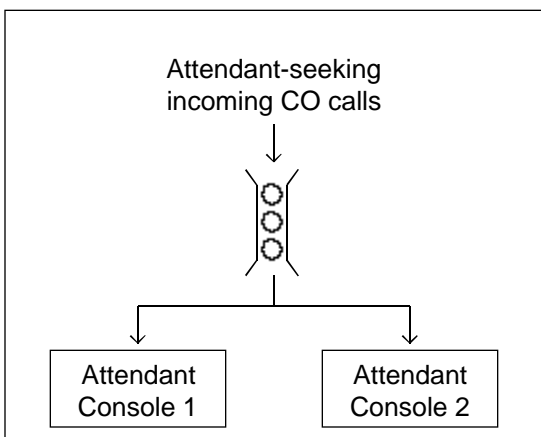 Attendant-seeking
incoming CO calls
Attendant
Console 1
Attendant
Console 2